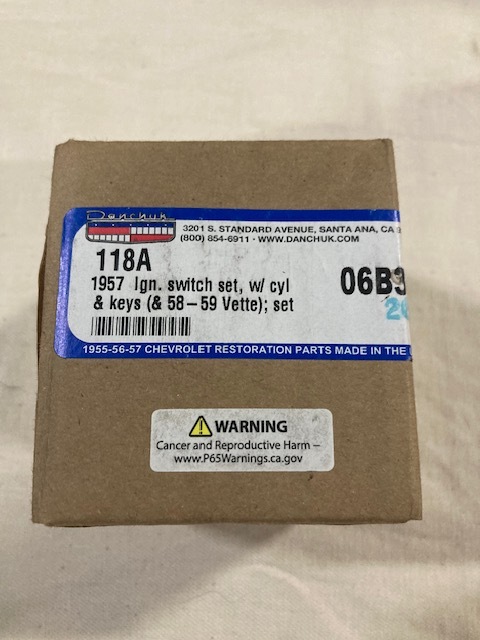 Danchuk
3201 S. STANDARD AVENUE, SANTA ANA, CA 9
(800) 854-6911 • WWW.DANCHUK.COM
118A
1957 Ign. switch set, w/ cyl
& keys (& 58-59 Vette); set
06B9
1955-56-57 CHEVROLET RESTORATION PARTS MADE IN THE
WARNING
Cancer and Reproductive Harm –
www.P65Warnings.ca.gov